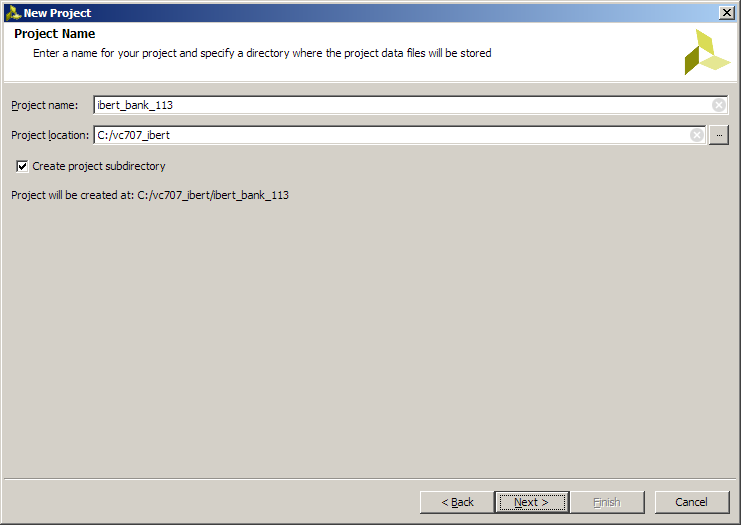 New Project
Project Name
Enter a name for your project and specify a directory where the project data files will be stored
Project name: ibert_bank_113
Project location: C:/vc707_ibert ...
Create project subdirectory
Project will be created at: C:/vc707_ibert/ibert_bank_113
< Back Next > Finish Cancel